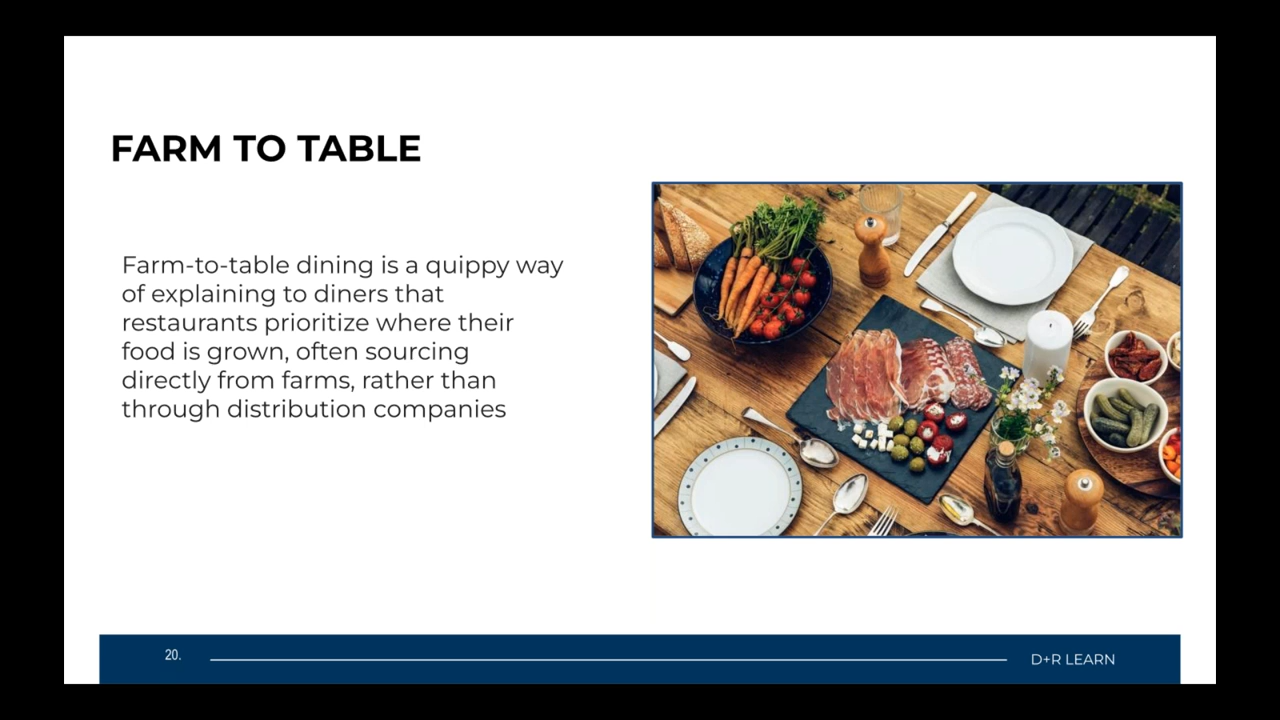 FARM TO TABLE
Farm-to-table dining is a quippy way
of explaining to diners that
restaurants prioritize where their
food is grown, often sourcing
directly from farms, rather than
through distribution companies
20.
D+R LEARN